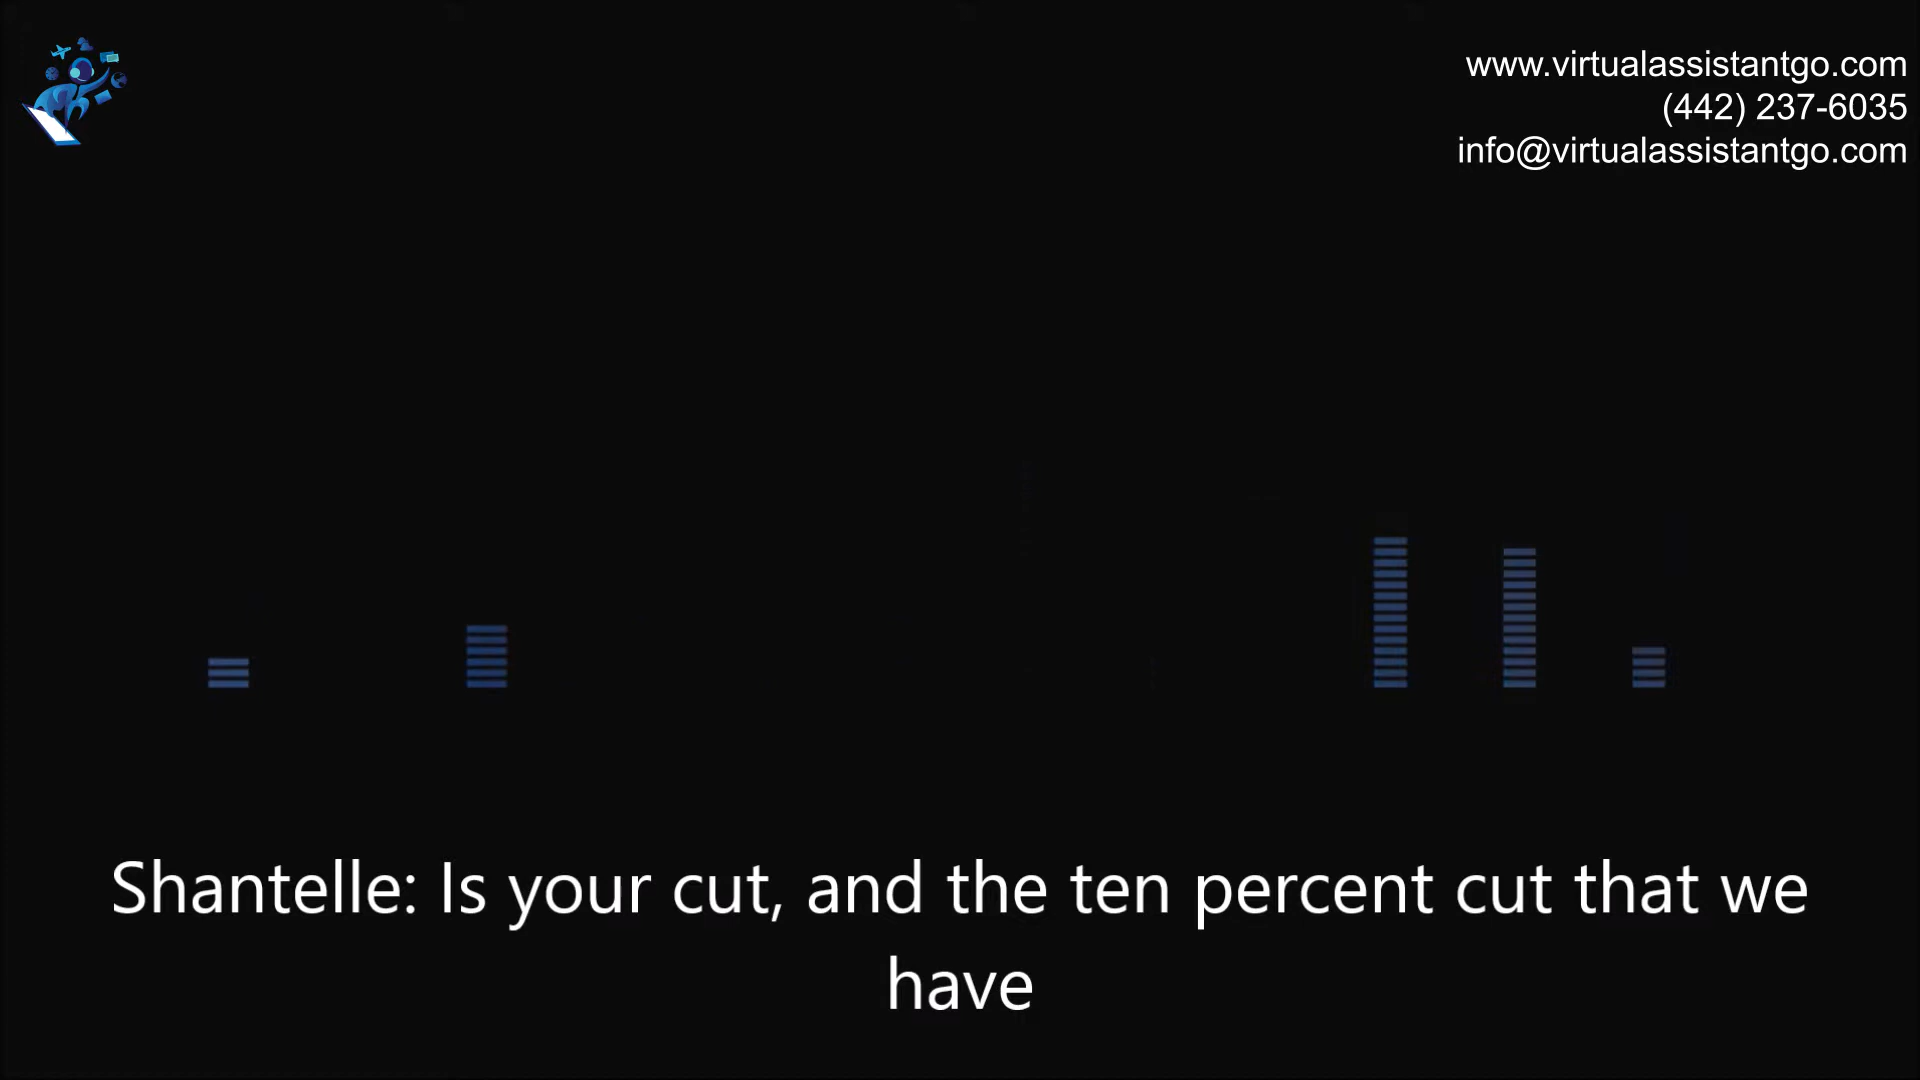 www.virtualassistantgo.com
(442) 237-6035
info@virtualassistantgo.com
Shantelle: Is your cut, and the ten percent cut that we
have